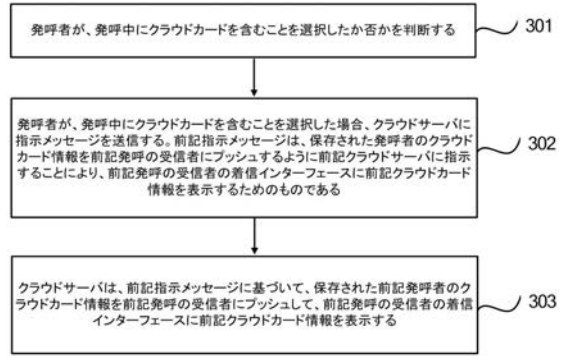 発呼者が、発呼中にクラウドカードを含むことを選択したか否かを判断する
301
発呼者が、発呼中にクラウドカードを含むことを選択した場合、クラウドサーバに
指示メッセージを送信する。前記指示メッセージは、保存された発呼者のクラウド
カード情報を前記発呼の受信者にプッシュするように前記クラウドサーバに指示
することにより、前記発呼の受信者の着信インターフェースに前記クラウドカード
情報を表示するためのものである
302
クラウドサーバは、前記指示メッセージに基づいて、保存された前記発呼者のク
ラウドカード情報を前記発呼の受信者にプッシュして、前記発呼の受信者の着信
インターフェースに前記クラウドカード情報を表示する
303